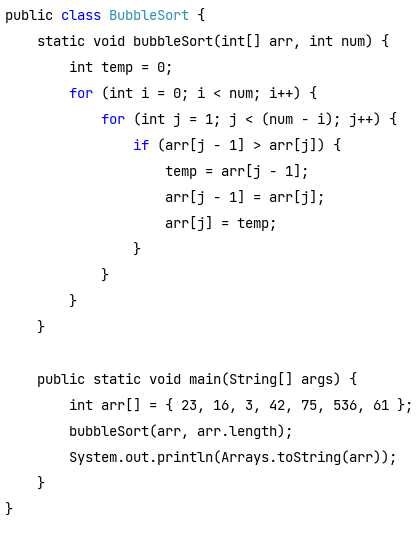 public class BubbleSort {
    static void bubbleSort(int[] arr, int num) {
        int temp = 0;
        for (int i = 0; i < num; i++) {
            for (int j = 1; j < (num - i); j++) {
                if (arr[j - 1] > arr[j]) {
                    temp = arr[j - 1];
                    arr[j - 1] = arr[j];
                    arr[j] = temp;
                }
            }
        }
    }

    public static void main(String[] args) {
        int arr[] = { 23, 16, 3, 42, 75, 536, 61 };
        bubbleSort(arr, arr.length);
        System.out.println(Arrays.toString(arr));
    }
}